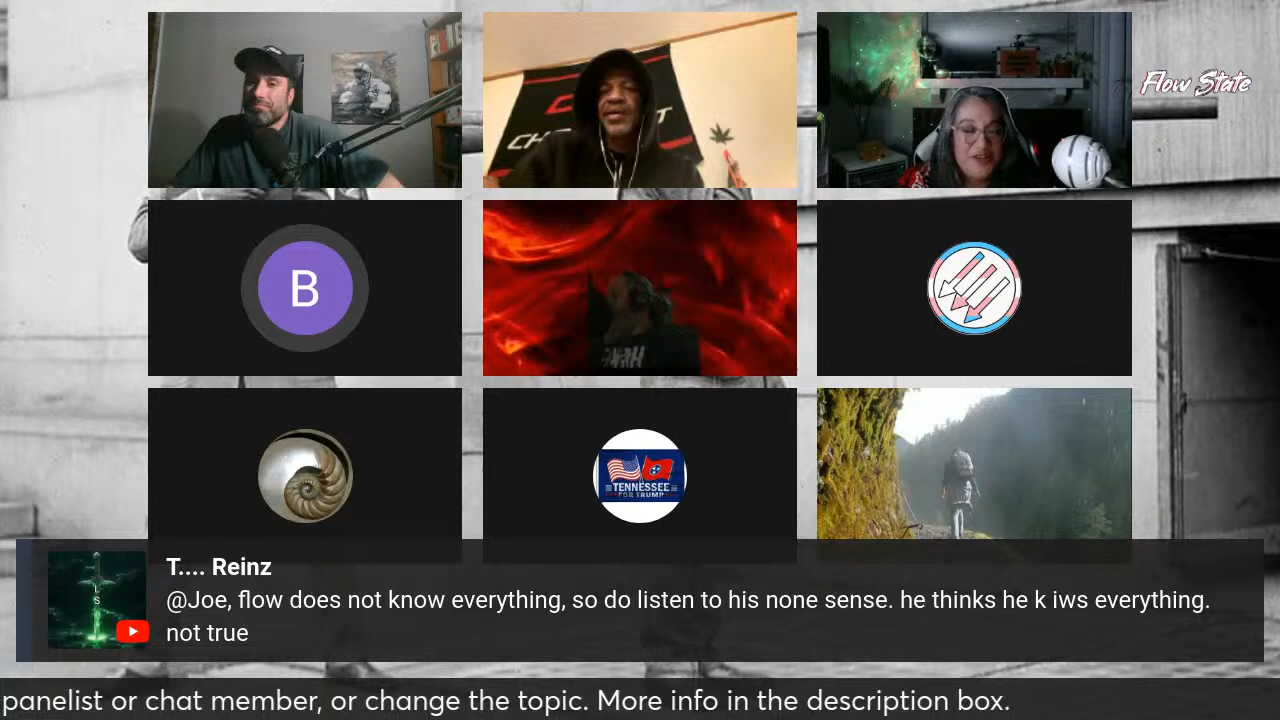 Flow State
B
TENNESSEE
FOR TRUMP
T.... Reinz
@Joe, flow does not know everything, so do listen to his none sense. he thinks he k iws everything.
not true
panelist or chat member, or change the topic. More info in the description box.